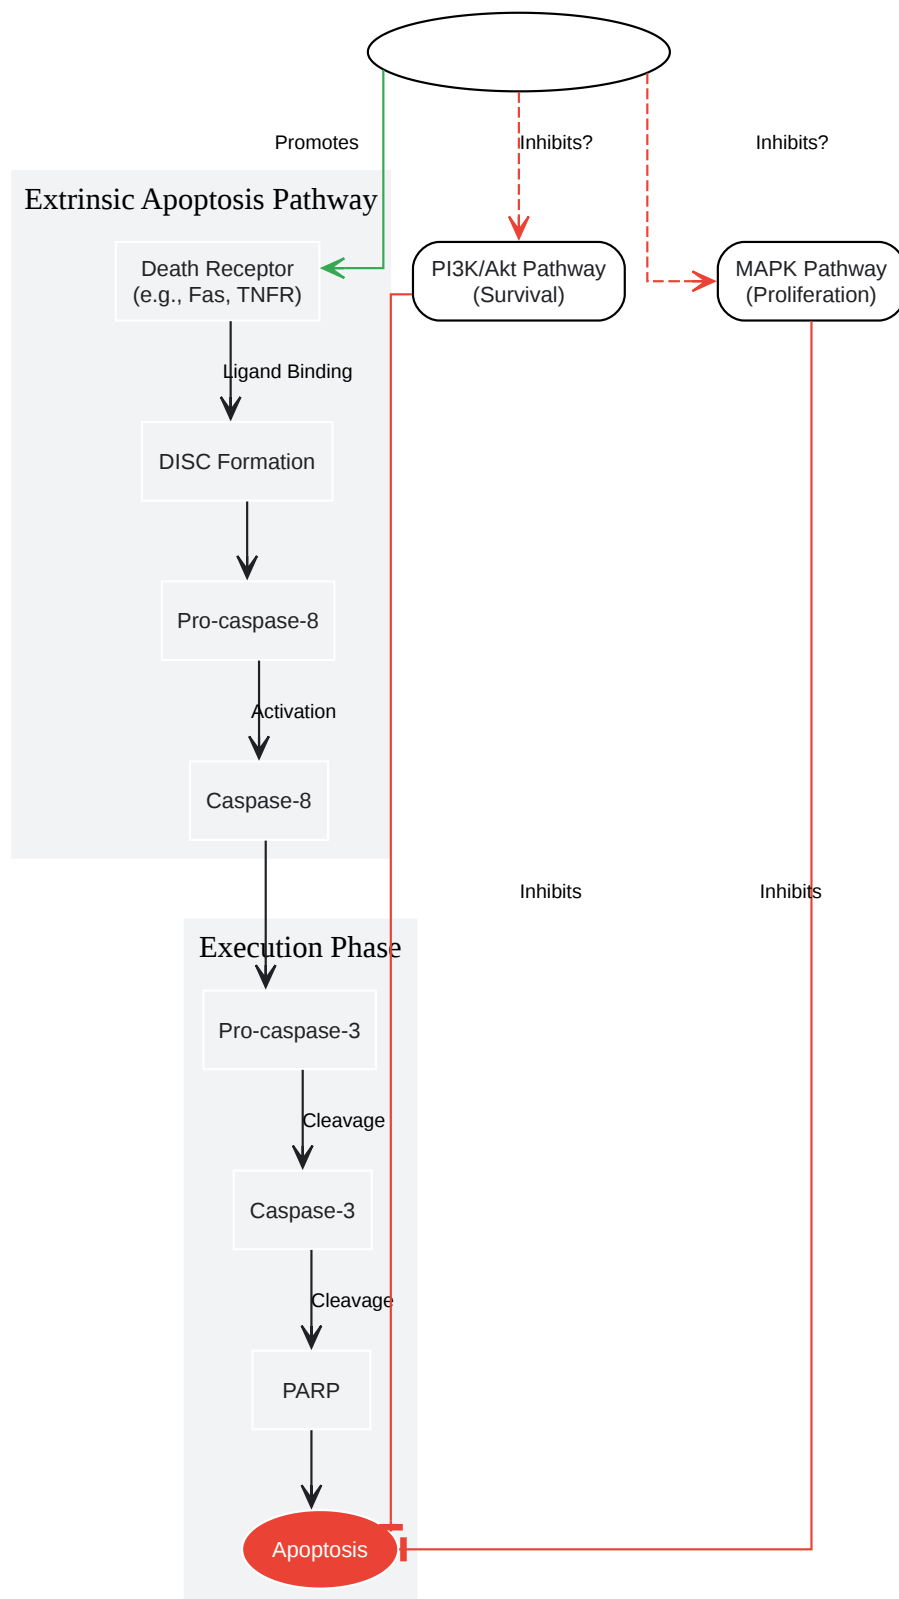 Promotes
Inhibits?
Inhibits?
Extrinsic Apoptosis Pathway
Death Receptor
(e.g., Fas, TNFR)
PI3K/Akt Pathway
(Survival)
MAPK Pathway
(Proliferation)
Ligand Binding
DISC Formation
Pro-caspase-8
Activation
Caspase-8
Inhibits
Inhibits
Execution Phase
Pro-caspase-3
Cleavage
Caspase-3
Cleavage
PARP
Apoptosis